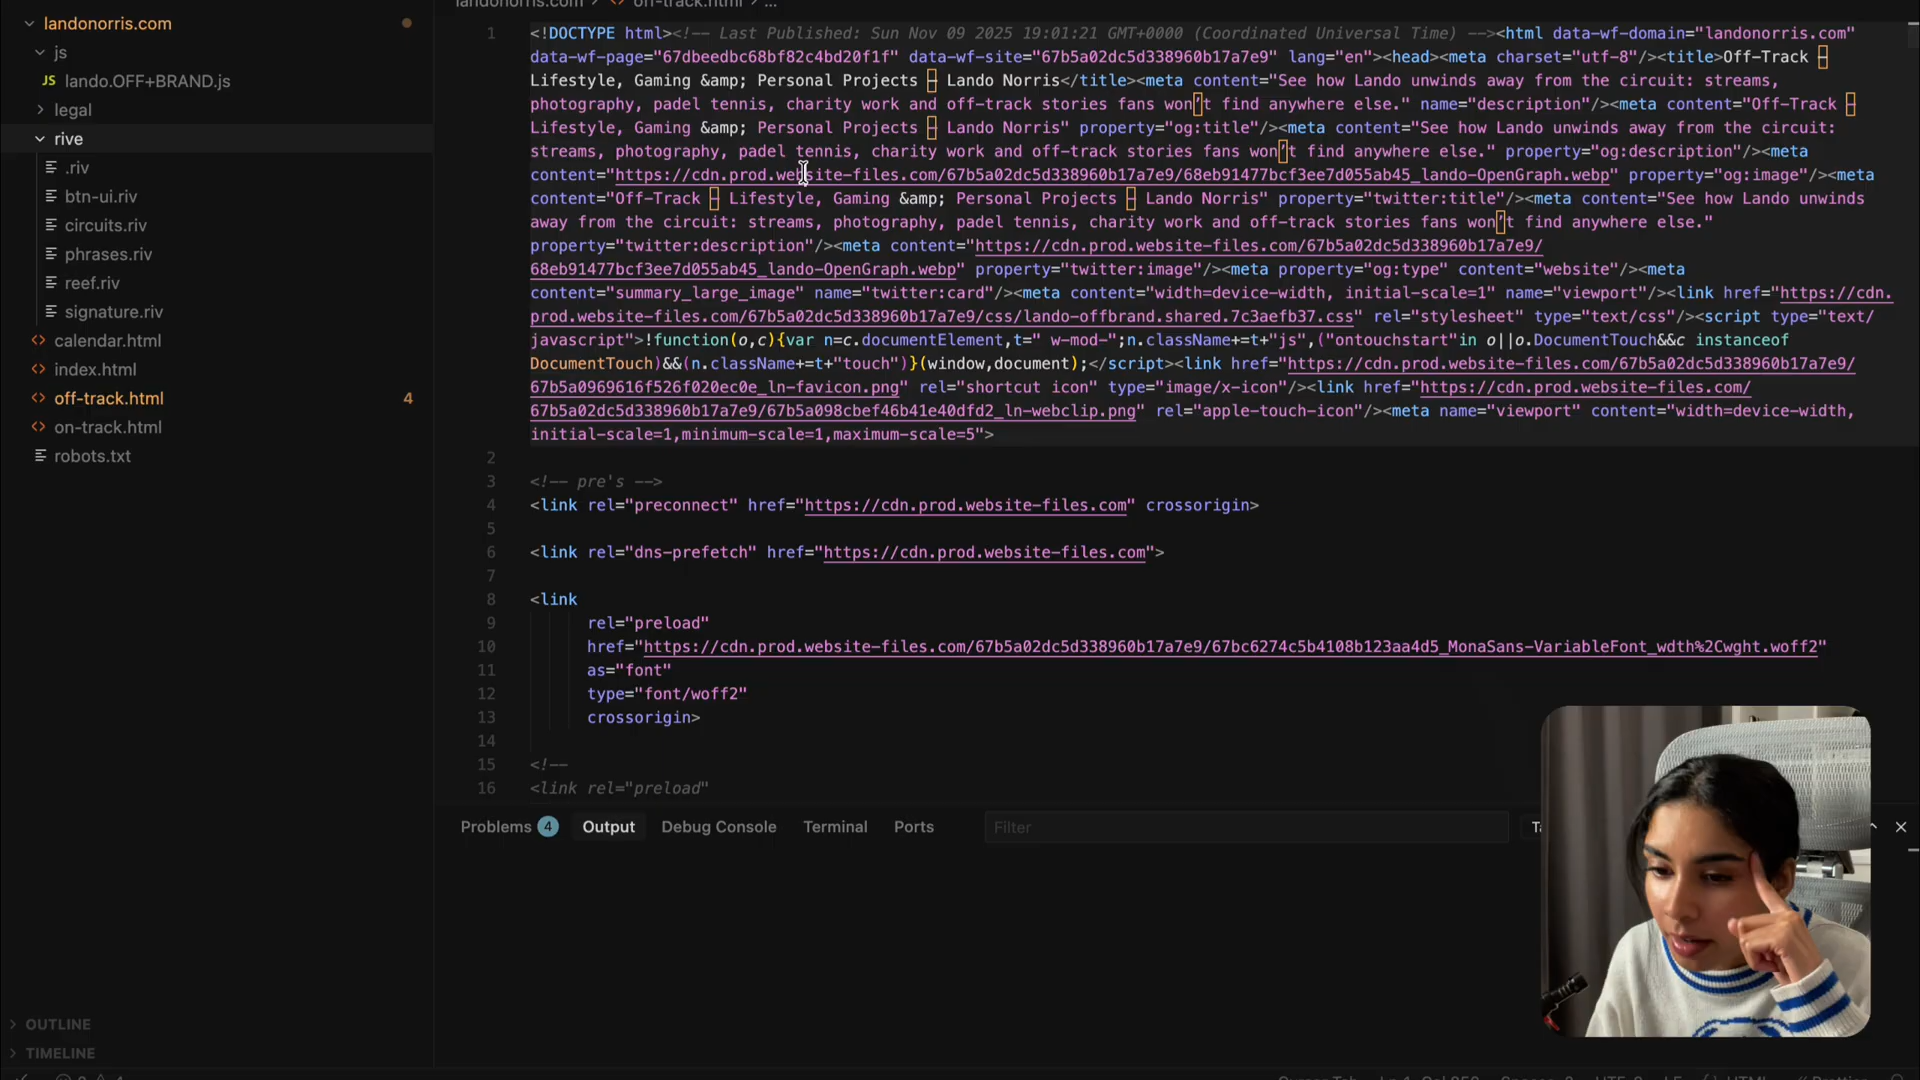 landonorris.com
js
JS lando.OFF+BRAND.js
legal
rive
.riv
btn-ui.riv
circuits.riv
phrases.riv
reef.riv
signature.riv
calendar.html
index.html
off-track.html 4
on-track.html
robots.txt
OUTLINE
TIMELINE
landonorris.com > off-track.html > ...
1 <!DOCTYPE html><!-- Last Published: Sun Nov 09 2025 19:01:21 GMT+0000 (Coordinated Universal Time) --><html data-wf-domain="landonorris.com"
data-wf-page="67dbeedbc68bf82c4bd20f1f" data-wf-site="67b5a02dc5d338960b17a7e9" lang="en"><head><meta charset="utf-8"/><title>Off-Track –
Lifestyle, Gaming &amp; Personal Projects – Lando Norris</title><meta content="See how Lando unwinds away from the circuit: streams,
photography, padel tennis, charity work and off-track stories fans won’t find anywhere else." name="description"/><meta content="Off-Track –
Lifestyle, Gaming &amp; Personal Projects – Lando Norris" property="og:title"/><meta content="See how Lando unwinds away from the circuit:
streams, photography, padel tennis, charity work and off-track stories fans won’t find anywhere else." property="og:description"/><meta
content="https://cdn.prod.website-files.com/67b5a02dc5d338960b17a7e9/68eb91477bcf3ee7d055ab45_lando-OpenGraph.webp" property="og:image"/><meta
content="Off-Track – Lifestyle, Gaming &amp; Personal Projects – Lando Norris" property="twitter:title"/><meta content="See how Lando unwinds
away from the circuit: streams, photography, padel tennis, charity work and off-track stories fans won’t find anywhere else."
property="twitter:description"/><meta content="https://cdn.prod.website-files.com/67b5a02dc5d338960b17a7e9/
68eb91477bcf3ee7d055ab45_lando-OpenGraph.webp" property="twitter:image"/><meta property="og:type" content="website"/><meta
content="summary_large_image" name="twitter:card"/><meta content="width=device-width, initial-scale=1" name="viewport"/><link href="https://cdn.
prod.website-files.com/67b5a02dc5d338960b17a7e9/css/lando-offbrand.shared.7c3aefb37.css" rel="stylesheet" type="text/css"/><script type="text/
javascript">!function(o,c){var n=c.documentElement,t=" w-mod-";n.className+=t+"js",("ontouchstart"in o||o.DocumentTouch&&c instanceof
DocumentTouch)&&(n.className+=t+"touch")}(window,document);</script><link href="https://cdn.prod.website-files.com/67b5a02dc5d338960b17a7e9/
67b5a0969616f526f020ec0e_ln-favicon.png" rel="shortcut icon" type="image/x-icon"/><link href="https://cdn.prod.website-files.com/
67b5a02dc5d338960b17a7e9/67b5a098cbef46b41e40dfd2_ln-webclip.png" rel="apple-touch-icon"/><meta name="viewport" content="width=device-width,
initial-scale=1,minimum-scale=1,maximum-scale=5">
2
3 <!-- pre's -->
4 <link rel="preconnect" href="https://cdn.prod.website-files.com" crossorigin>
5
6 <link rel="dns-prefetch" href="https://cdn.prod.website-files.com">
7
8 <link
9 rel="preload"
10 href="https://cdn.prod.website-files.com/67b5a02dc5d338960b17a7e9/67bc6274c5b4108b123aa4d5_MonaSans-VariableFont_wdth%2Cwght.woff2"
11 as="font"
12 type="font/woff2"
13 crossorigin>
14
15 <!--
16 <link rel="preload"
Problems 4 Output Debug Console Terminal Ports Filter